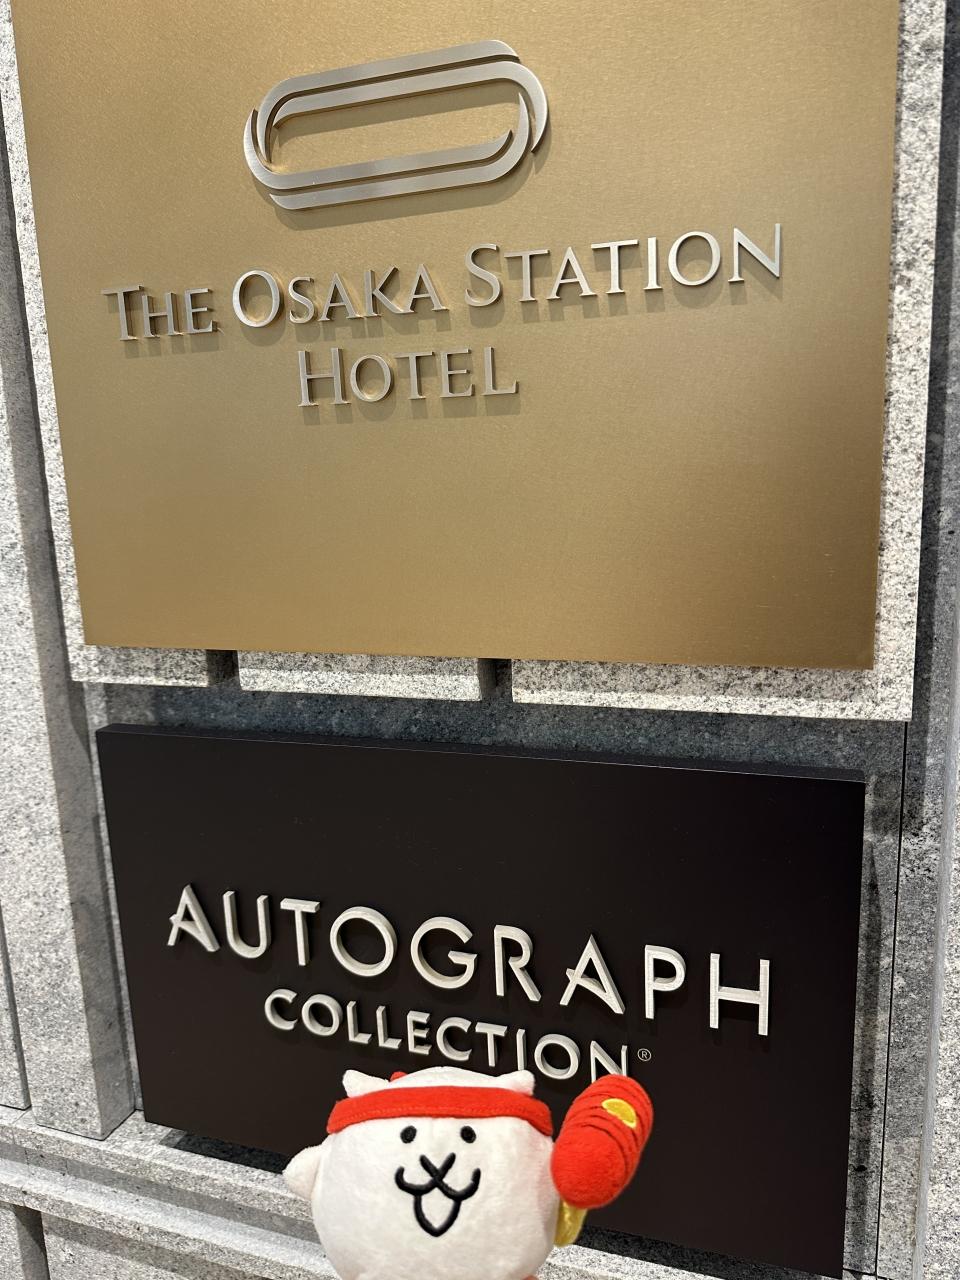 THE OSAKA STATION
HOTEL
AUTOGRAPH
COLLECTION®